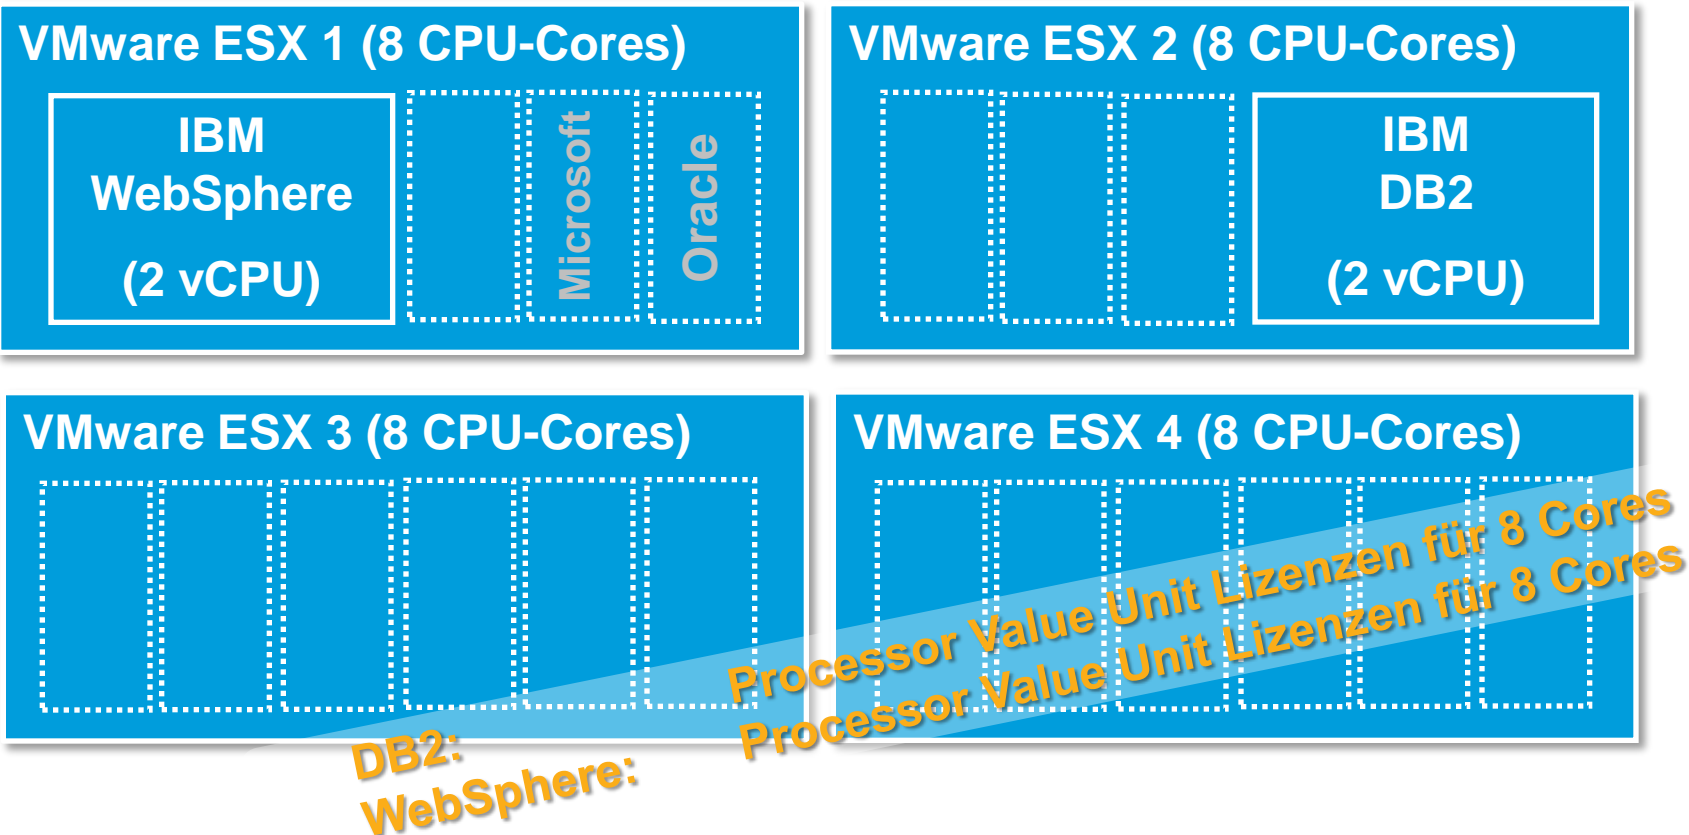 VMware ESX 1 (8 CPU-Cores)
IBM
WebSphere
(2 vCPU)
Microsoft
Oracle
VMware ESX 2 (8 CPU-Cores)
IBM
DB2
(2 vCPU)
VMware ESX 3 (8 CPU-Cores)
VMware ESX 4 (8 CPU-Cores)
DB2: Processor Value Unit Lizenzen für 8 Cores
WebSphere: Processor Value Unit Lizenzen für 8 Cores